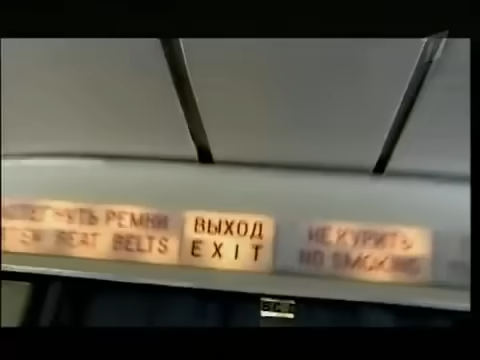 РЕМНИ
SEAT BELTS
ВЫХОД
EXIT
НЕ КУРИТЬ
NO SMOKING